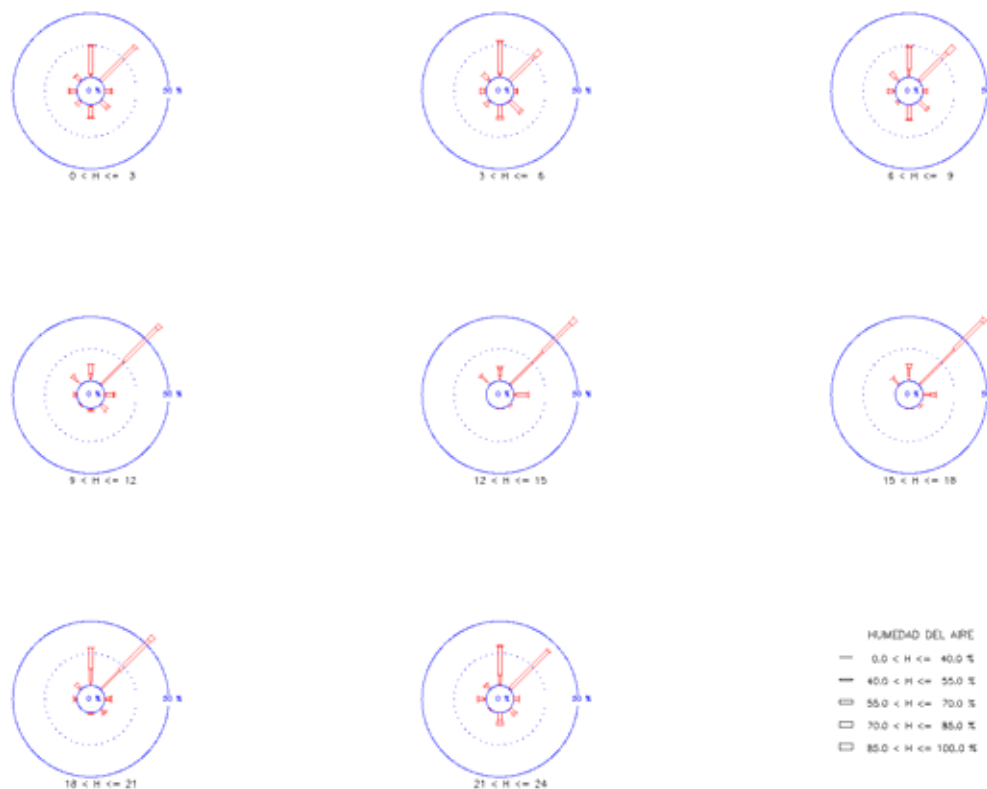 0 % 50 %
0 < H <= 3
0 % 50 %
3 < H <= 6
0 %
6 < H <= 9
0 % 50 %
9 < H <= 12
0 % 50 %
12 < H <= 15
0 %
15 < H <= 18
0 % 50 %
18 < H <= 21
0 % 50 %
21 < H <= 24
HUMEDAD DEL AIRE
0.0 < H <= 40.0 %
40.0 < H <= 55.0 %
55.0 < H <= 70.0 %
70.0 < H <= 85.0 %
85.0 < H <= 100.0 %